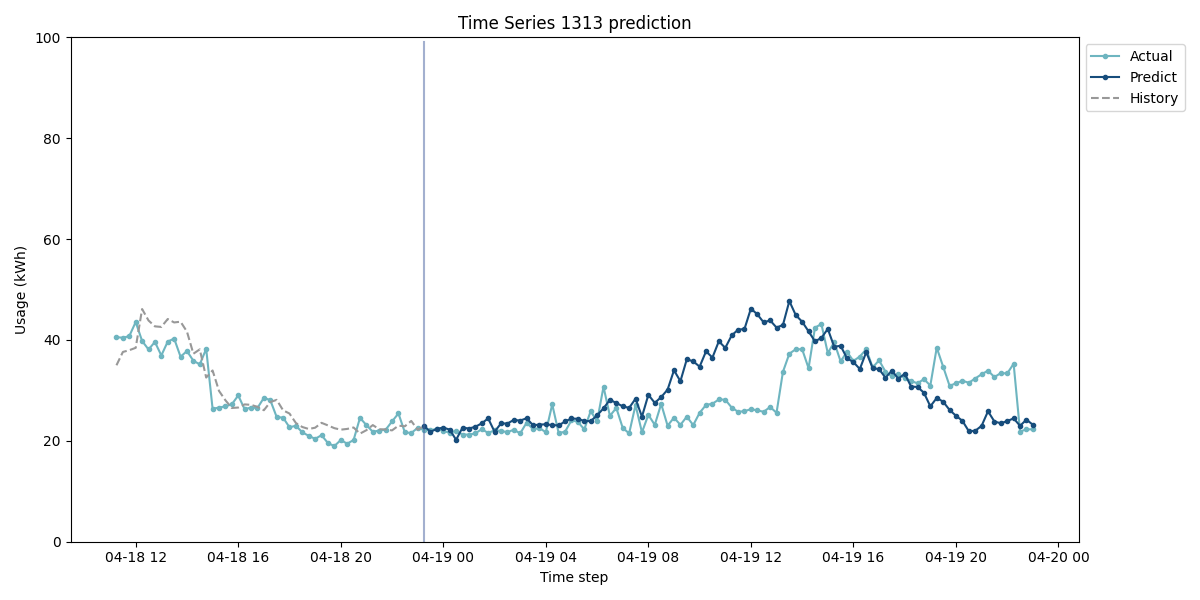 Time Series 1313 prediction
Usage (kWh)
100
80
60
40
20
0
04-18 12
04-18 16
04-18 20
04-19 00
04-19 04
04-19 08
04-19 12
04-19 16
04-19 20
04-20 00
Time step
Actual
Predict
History